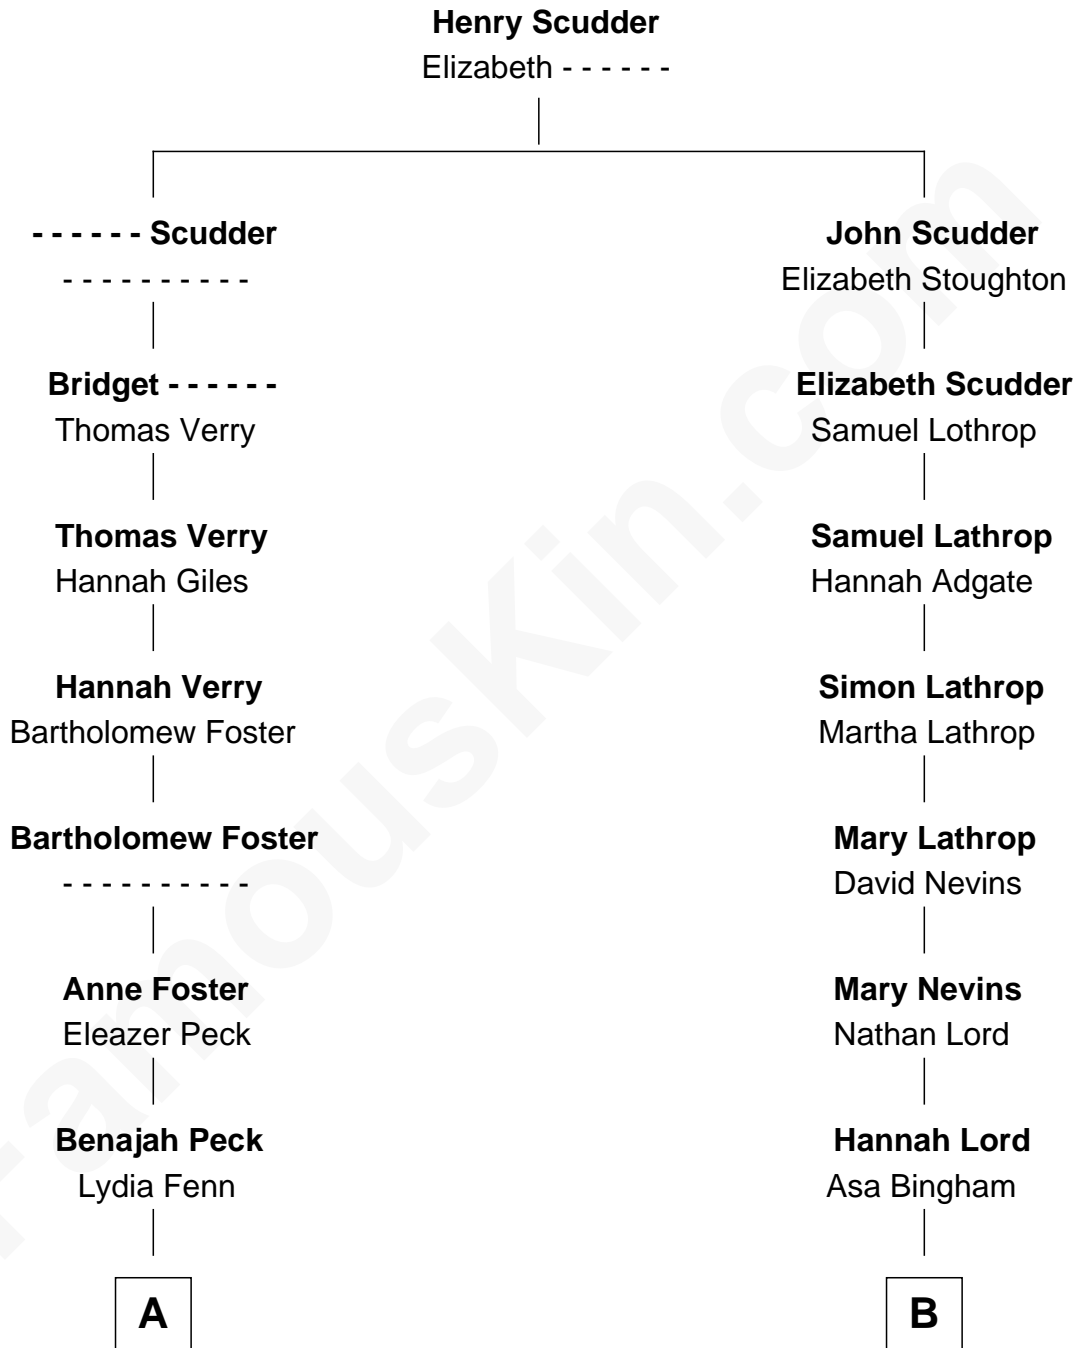 Henry Scudder
Elizabeth - - - - - -
- - - - - - Scudder
- - - - - - - - - -
John Scudder
Elizabeth Stoughton
Bridget - - - - - -
Thomas Verry
Elizabeth Scudder
Samuel Lothrop
Thomas Verry
Hannah Giles
Samuel Lathrop
Hannah Adgate
Hannah Verry
Bartholomew Foster
Simon Lathrop
Martha Lathrop
Bartholomew Foster
- - - - - - - - - -
Mary Lathrop
David Nevins
Anne Foster
Eleazer Peck
Mary Nevins
Nathan Lord
Benajah Peck
Lydia Fenn
Hannah Lord
Asa Bingham
A
B
FamousKin.com